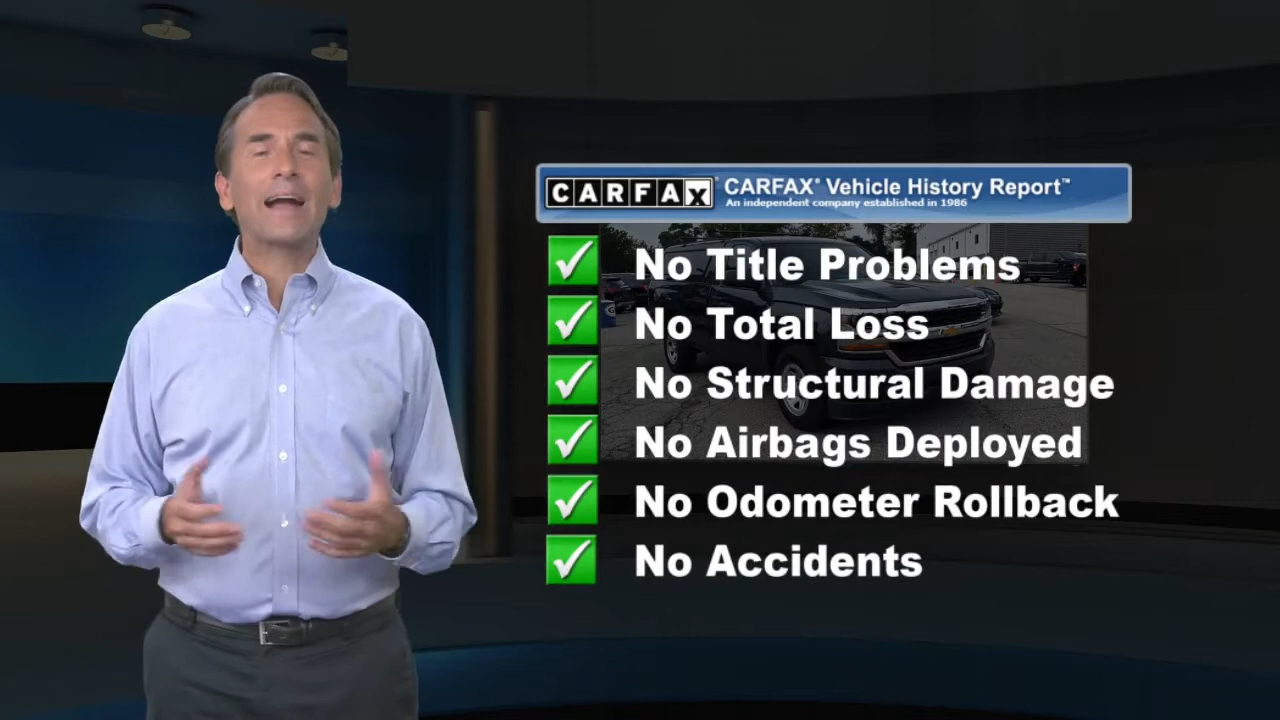 CARFAX® CARFAX® Vehicle History Report™
An independent company established in 1986
No Title Problems
No Total Loss
No Structural Damage
No Airbags Deployed
No Odometer Rollback
No Accidents